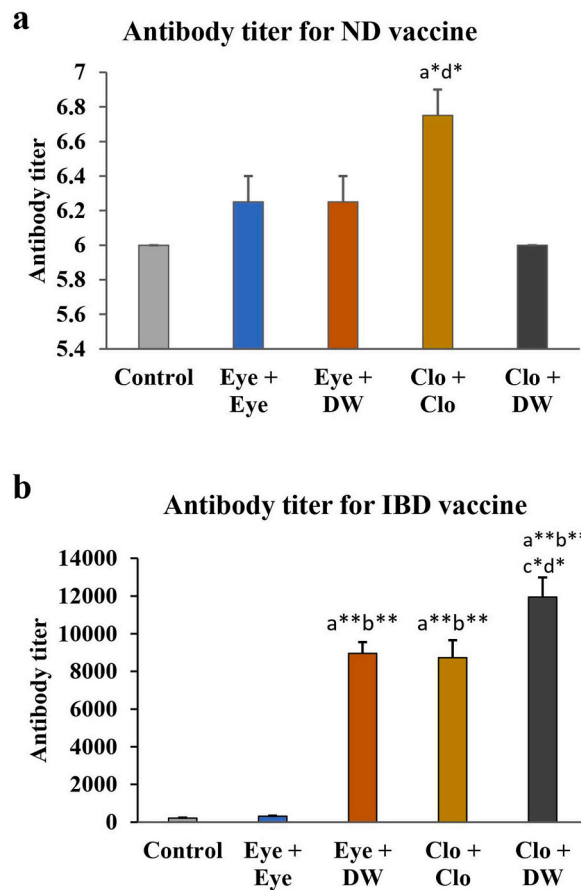 a
Antibody titer for ND vaccine
Antibody titer
7
6.8
6.6
6.4
6.2
6
5.8
5.6
5.4
a*d*
Control
Eye +
Eye
Eye +
DW
Clo +
Clo
Clo +
DW
b
Antibody titer for IBD vaccine
Antibody titer
14000
12000
10000
8000
6000
4000
2000
0
a**b**
a**b**
a**b**
c*d*
Control
Eye +
Eye
Eye +
DW
Clo +
Clo
Clo +
DW